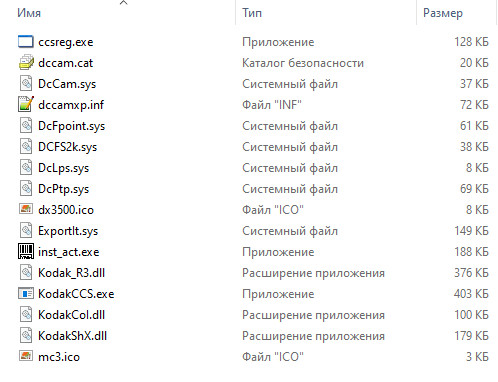 Имя Тип Размер
ccsreg.exe Приложение 128 КБ
dccam.cat Каталог безопасности 20 КБ
DcCam.sys Системный файл 37 КБ
dccamxp.inf Файл "INF" 72 КБ
DcFpoint.sys Системный файл 61 КБ
DCFS2k.sys Системный файл 38 КБ
DcLps.sys Системный файл 8 КБ
DcPtp.sys Системный файл 69 КБ
dx3500.ico Файл "ICO" 8 КБ
ExportIt.sys Системный файл 149 КБ
inst_act.exe Приложение 188 КБ
Kodak_R3.dll Расширение приложения 376 КБ
KodakCCS.exe Приложение 403 КБ
KodakCol.dll Расширение приложения 100 КБ
KodakShX.dll Расширение приложения 179 КБ
mc3.ico Файл "ICO" 3 КБ